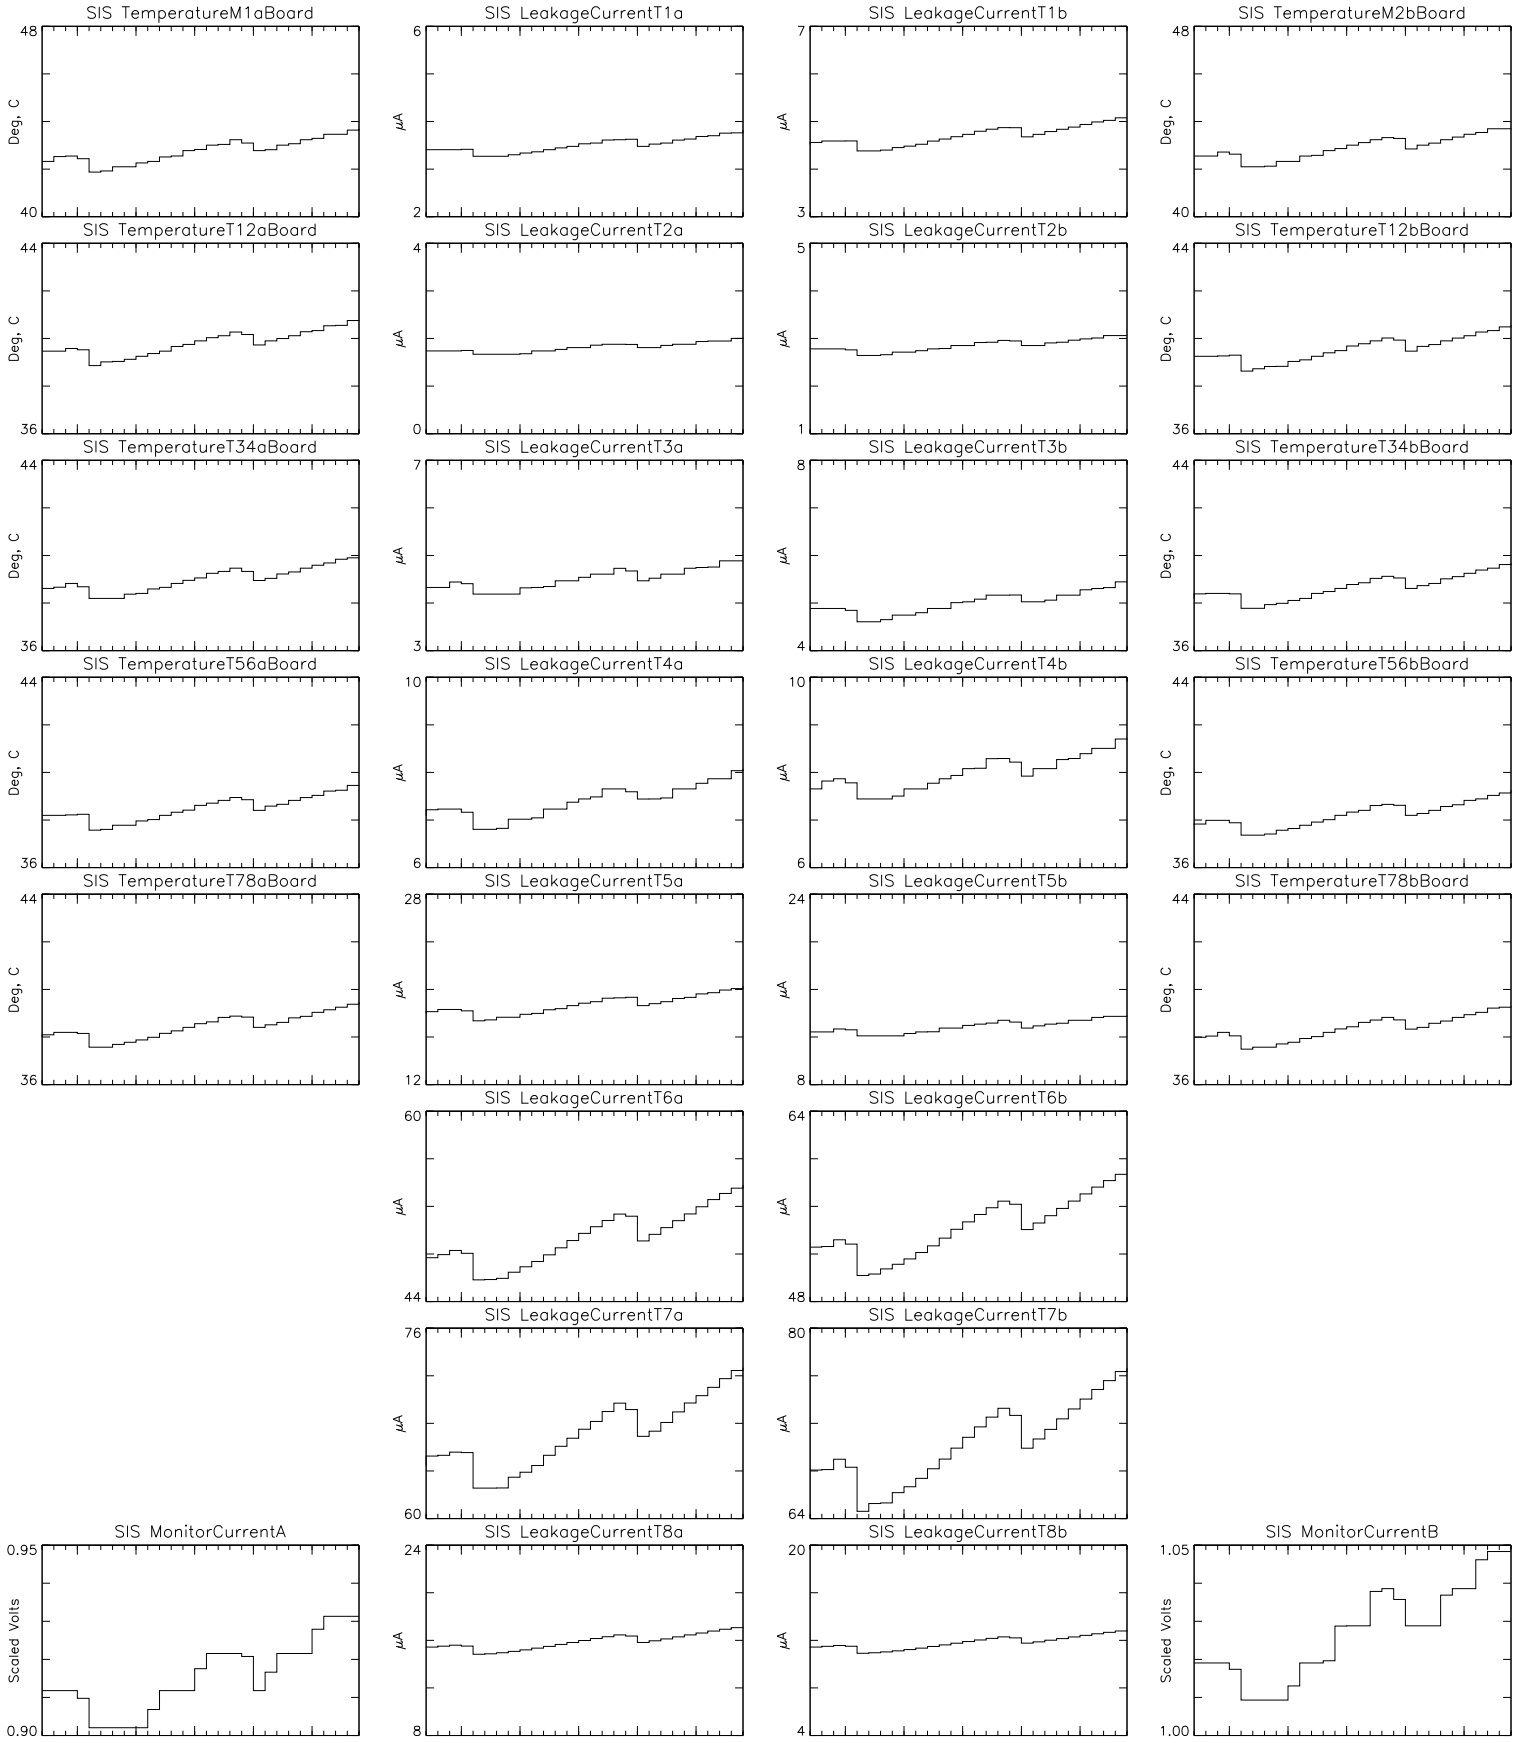 SIS TemperatureM1aBoard
48
Deg, C
40
SIS LeakageCurrentT1a
6
μA
2
SIS LeakageCurrentT1b
7
μA
3
SIS TemperatureM2bBoard
48
Deg, C
40
SIS TemperatureT12aBoard
44
Deg, C
36
SIS LeakageCurrentT2a
4
μA
0
SIS LeakageCurrentT2b
5
μA
1
SIS TemperatureT12bBoard
44
Deg, C
36
SIS TemperatureT34aBoard
44
Deg, C
36
SIS LeakageCurrentT3a
7
μA
3
SIS LeakageCurrentT3b
8
μA
4
SIS TemperatureT34bBoard
44
Deg, C
36
SIS TemperatureT56aBoard
44
Deg, C
36
SIS LeakageCurrentT4a
10
μA
6
SIS LeakageCurrentT4b
10
μA
6
SIS TemperatureT56bBoard
44
Deg, C
36
SIS TemperatureT78aBoard
44
Deg, C
36
SIS LeakageCurrentT5a
28
μA
12
SIS LeakageCurrentT5b
24
μA
8
SIS TemperatureT78bBoard
44
Deg, C
36
SIS LeakageCurrentT6a
60
μA
44
SIS LeakageCurrentT6b
64
μA
48
SIS LeakageCurrentT7a
76
μA
60
SIS LeakageCurrentT7b
80
μA
64
SIS MonitorCurrentA
0.95
Scaled Volts
0.90
SIS LeakageCurrentT8a
24
μA
8
SIS LeakageCurrentT8b
20
μA
4
SIS MonitorCurrentB
1.05
Scaled Volts
1.00